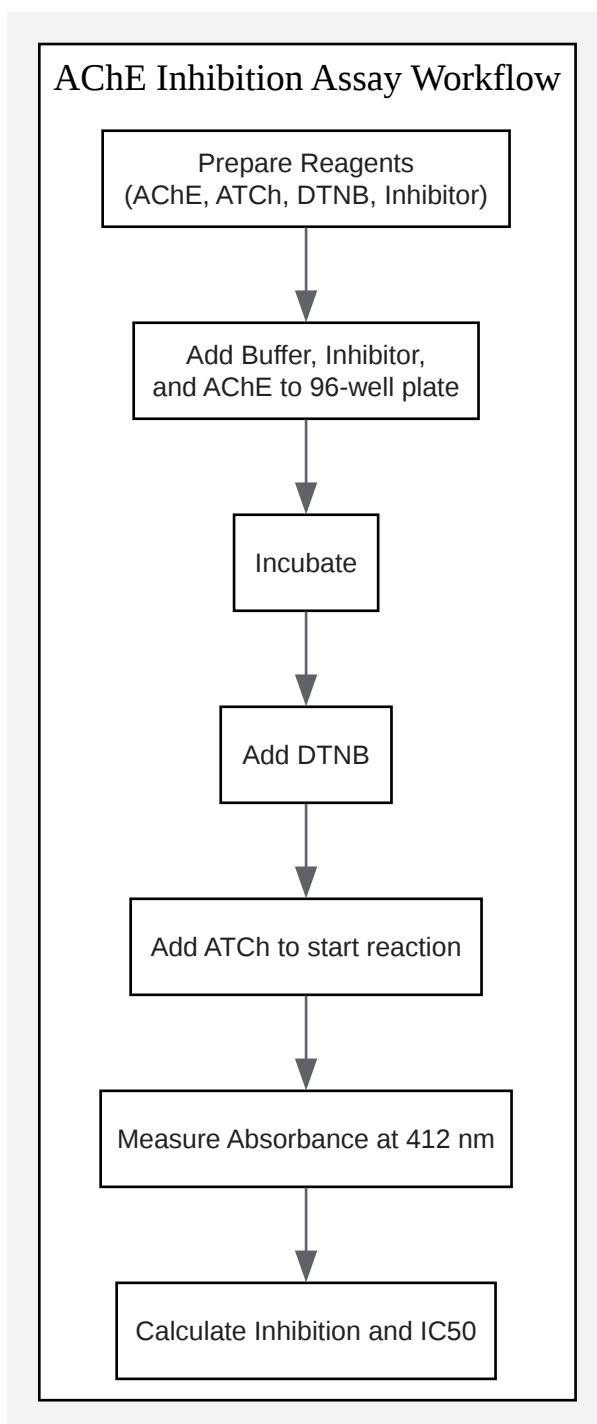 AChE Inhibition Assay Workflow
Prepare Reagents
(AChE, ATCh, DTNB, Inhibitor)
Add Buffer, Inhibitor,
and AChE to 96-well plate
Incubate
Add DTNB
Add ATCh to start reaction
Measure Absorbance at 412 nm
Calculate Inhibition and IC50